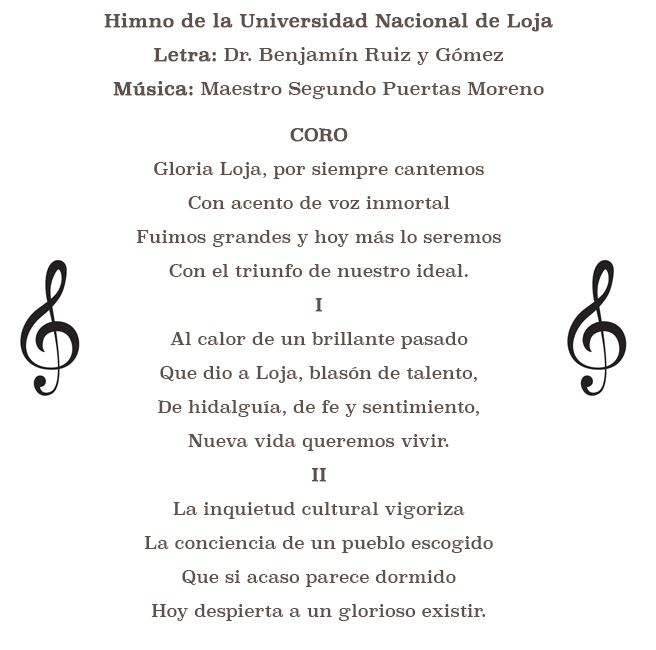 Himno de la Universidad Nacional de Loja
Letra: Dr. Benjamín Ruiz y Gómez
Música: Maestro Segundo Puertas Moreno
CORO
Gloria Loja, por siempre cantemos
Con acento de voz inmortal
Fuimos grandes y hoy más lo seremos
Con el triunfo de nuestro ideal.
I
Al calor de un brillante pasado
Que dio a Loja, blasón de talento,
De hidalguía, de fe y sentimiento,
Nueva vida queremos vivir.
II
La inquietud cultural vigoriza
La conciencia de un pueblo escogido
Que si acaso parece dormido
Hoy despierta a un glorioso existir.